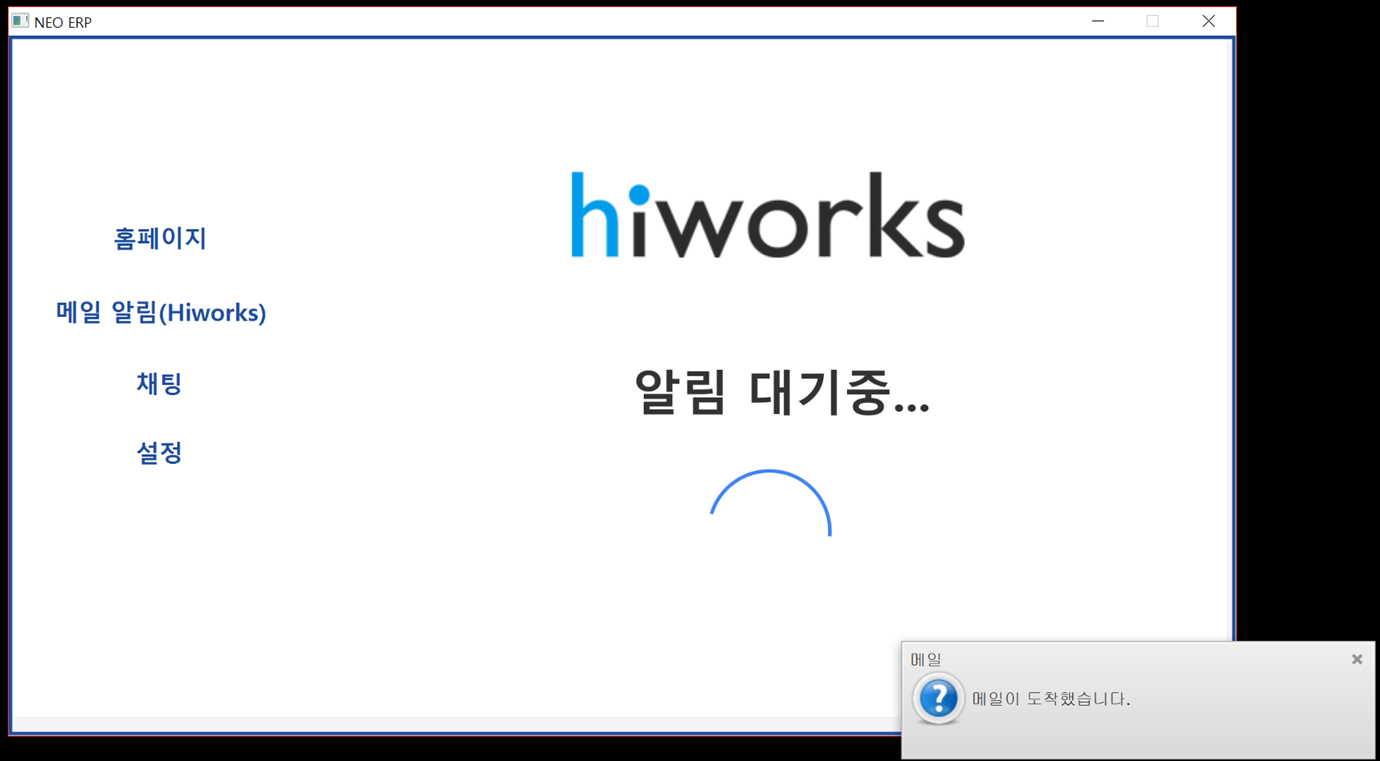 NEO ERP
홈페이지
메일 알림(Hiworks)
채팅
설정
hiworks
알림 대기중...
메일
?
메일이 도착했습니다.